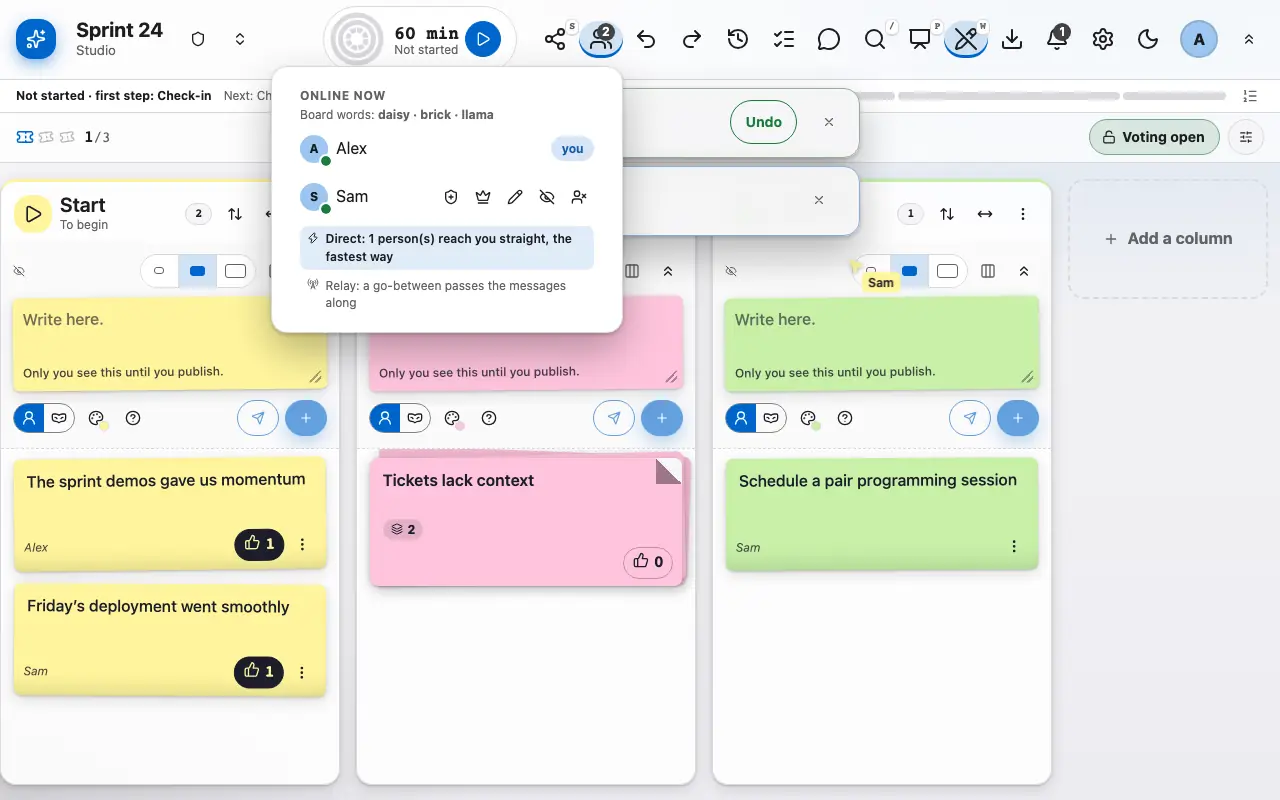 Sprint 24
Studio
60 min
Not started
S
2
/
P
W
1
A
Not started · first step: Check-in
Next: Ch
1/3
Voting open
ONLINE NOW
Board words: daisy · brick · llama
A
Alex
you
S
Sam
Direct: 1 person(s) reach you straight, the
fastest way
Relay: a go-between passes the messages
along
Undo
Start
To begin
2
1
Add a column
Sam
Write here.
Only you see this until you publish.
Only you see this until you publish.
Write here.
Only you see this until you publish.
The sprint demos gave us momentum
Alex
1
Friday’s deployment went smoothly
Sam
1
Tickets lack context
2
0
Schedule a pair programming session
Sam